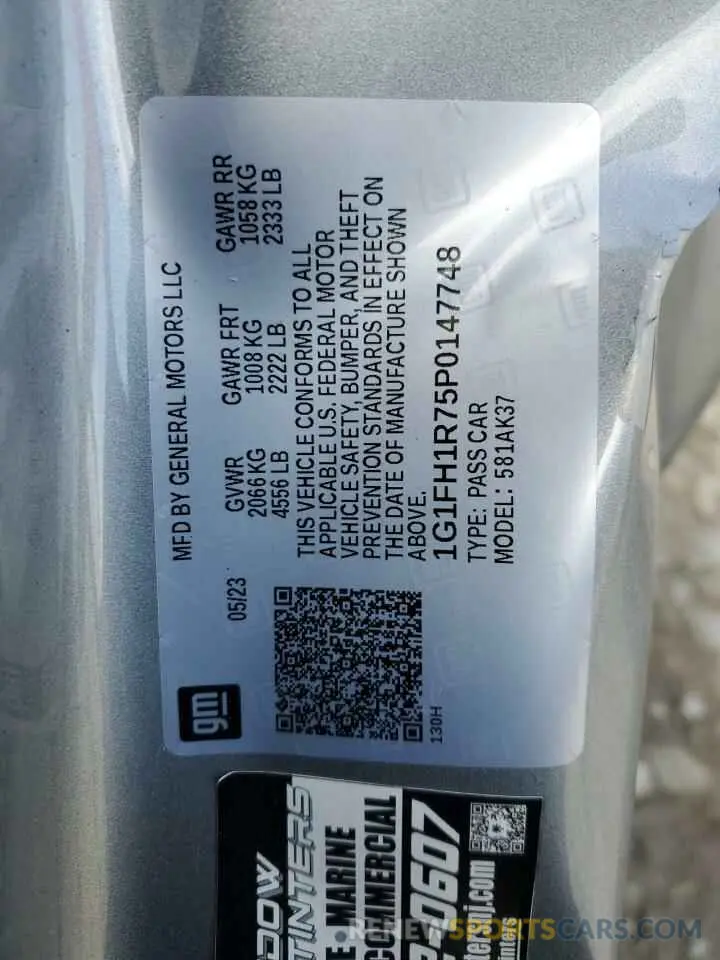 MFD BY GENERAL MOTORS LLC
05/23
GVWR GAWR FRT GAWR RR
2066 KG 1008 KG 1058 KG
4556 LB 2222 LB 2333 LB
THIS VEHICLE CONFORMS TO ALL
APPLICABLE U.S. FEDERAL MOTOR
VEHICLE SAFETY, BUMPER, AND THEFT
PREVENTION STANDARDS IN EFFECT ON
THE DATE OF MANUFACTURE SHOWN
ABOVE.
1G1FH1R75P0147748
TYPE: PASS CAR
MODEL: 581AK37
gm
130H
TINTERS
MARINE
COMMERCIAL
0607
RENEWSPORTSCARS.COM